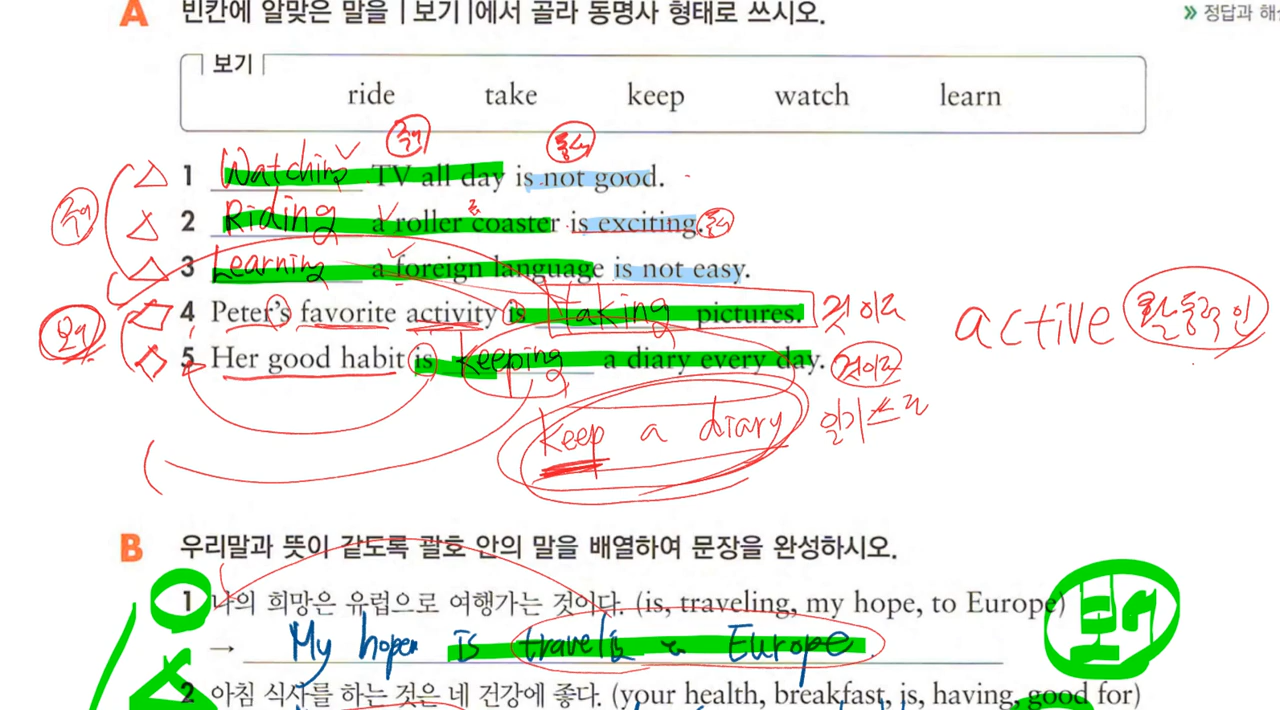 A 빈칸에 알맞은 말을 |보기|에서 골라 동명사 형태로 쓰시오.
» 정답과 해
보기
ride take keep watch learn
주어
1 Watching TV all day is not good.
주어
2 Riding a roller coaster is exciting.
3 Learning a foreign language is not easy.
4 Peter's favorite activity is taking pictures. 것이다
active 활동적인
보어
5 Her good habit is keeping a diary every day. 것이다
keep a diary 일기쓰다
B 우리말과 뜻이 같도록 괄호 안의 말을 배열하여 문장을 완성하시오.
1 나의 희망은 유럽으로 여행가는 것이다. (is, traveling, my hope, to Europe)
보어
→ My hope is Europe
2 아침 식사를 하는 것은 네 건강에 좋다. (your health, breakfast, is, having, good for)